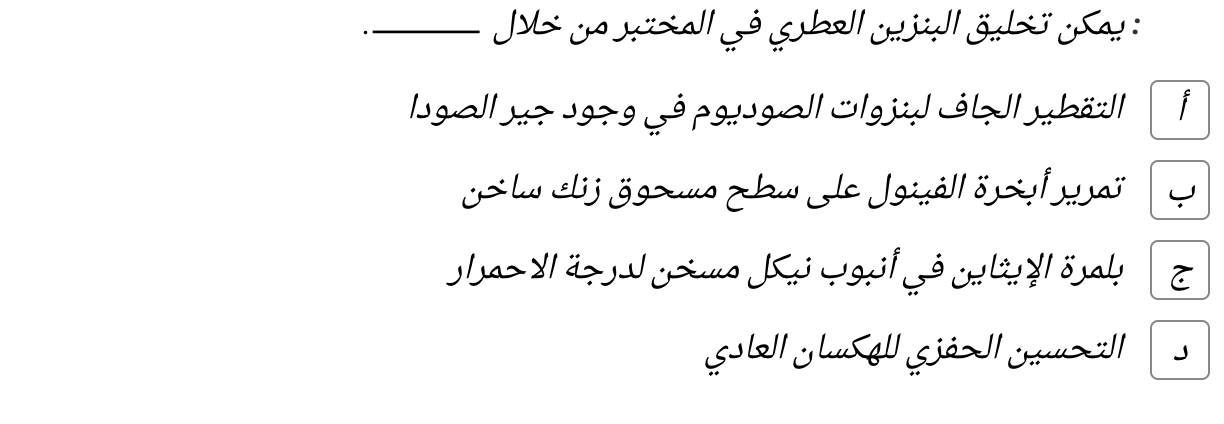 : يمكن تخليق البنزين العطري في المختبر من خلال ______ .
أ التقطير الجاف لبنزوات الصوديوم في وجود جير الصودا
ب تمرير أبخرة الفينول على سطح مسحوق زنك ساخن
ج بلمرة الإيثاين في أنبوب نيكل مسخن لدرجة الاحمرار
د التحسين الحفزي للهكسان العادي